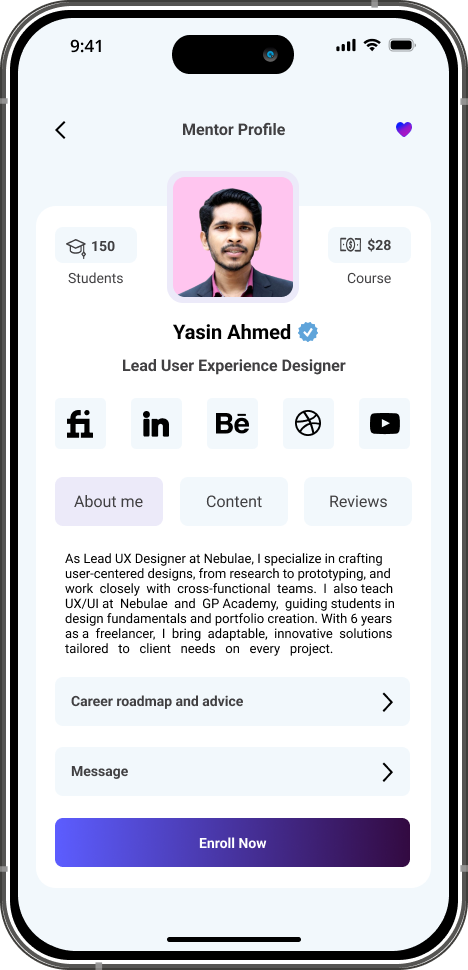 9:41
Mentor Profile
150
$28
Students
Course
Yasin Ahmed
Lead User Experience Designer
fi
in
Bē
About me
Content
Reviews
As Lead UX Designer at Nebulae, I specialize in crafting
user-centered designs, from research to prototyping, and
work closely with cross-functional teams. I also teach
UX/UI at Nebulae and GP Academy, guiding students in
design fundamentals and portfolio creation. With 6 years
as a freelancer, I bring adaptable, innovative solutions
tailored to client needs on every project.
Career roadmap and advice
Message
Enroll Now